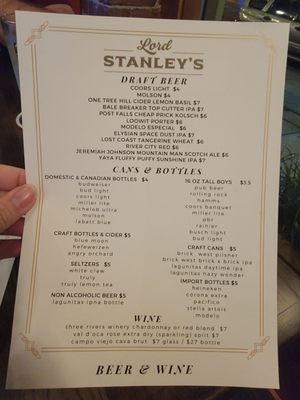 Lord
STANLEY'S
DRAFT BEER
COORS LIGHT $4
MOLSON $4
ONE TREE HILL CIDER LEMON BASIL $7
BALE BREAKER TOP CUTTER IPA $7
POST FALLS CHEAP PRICK KOLSCH $6
LOOWIT PORTER $6
MODELO ESPECIAL $6
ELYSIAN SPACE DUST IPA $7
LOST COAST TANGERINE WHEAT $6
RIVER CITY RED $6
JEREMIAH JOHNSON MOUNTAIN MAN SCOTCH ALE $6
YAYA FLUFFY PUFFY SUNSHINE IPA $7
CANS & BOTTLES
DOMESTIC & CANADIAN BOTTLES $4
budweiser
bud light
coors light
miller lite
michelob ultra
molson
labatt blue
CRAFT BOTTLES & CIDER $5
blue moon
hefeweizen
angry orchard
SELTZERS $5
white claw
truly
truly lemon tea
NON ALCOHOLIC BEER $5
lagunitas ipna bottle
16 OZ TALL BOYS $3.5
pub beer
rolling rock
hamms
coors banquet
miller lite
pbr
rainier
busch light
bud light
CRAFT CANS $5
brick west pilsner
brick west brick x brick ipa
lagunitas daytime ipa
lagunitas hazy wonder
IMPORT BOTTLES $5
heineken
corona extra
pacifico
stella artois
modelo
WINE
three rivers winery chardonnay or red blend $7
val d'oca rose extra dry (sparkling) split $7
campo viejo cava brut $7 glass / $27 bottle
BEER & WINE